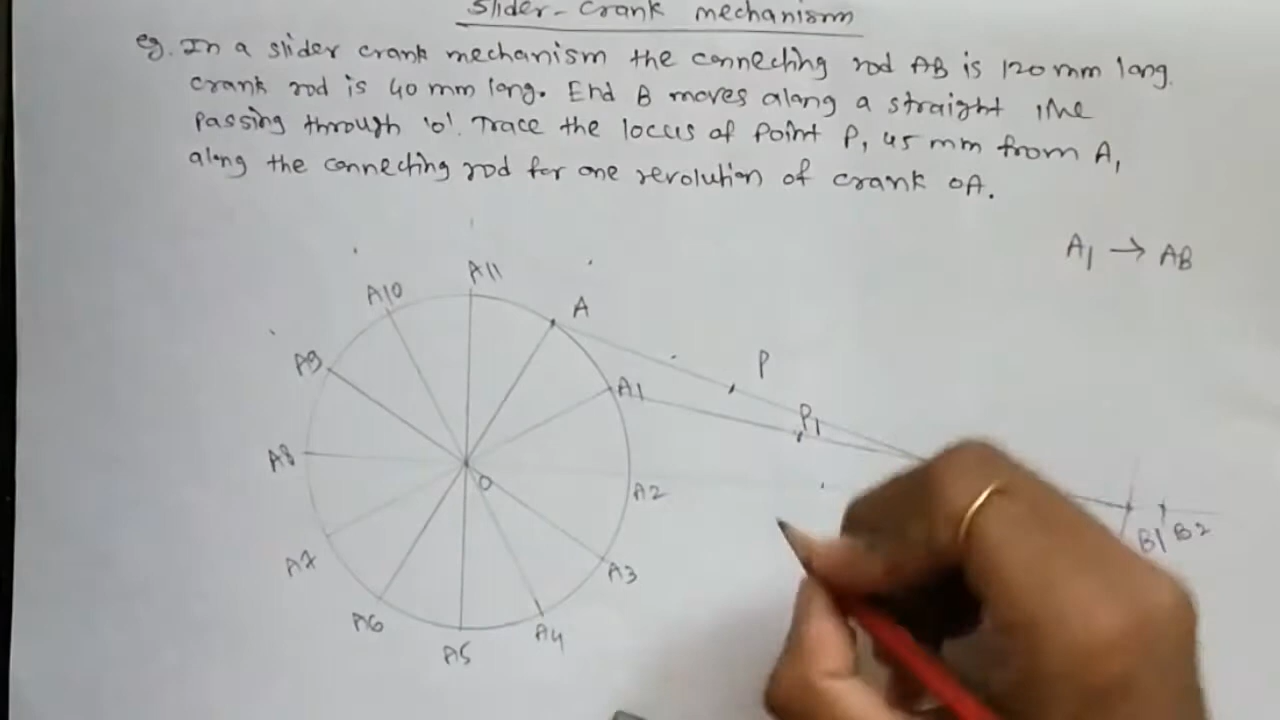 Slider-crank mechanism
eg. In a slider crank mechanism the connecting rod AB is 120mm long.
crank rod is 40 mm long. End B moves along a straight line
passing through 'o'. Trace the locus of point P, 45 mm from A,
along the connecting rod for one revolution of crank OA.
A1 → AB
A11
A10
A
A9
P
A1
P1
A8
O
A2
B1 B2
A7
A3
A6
A4
A5